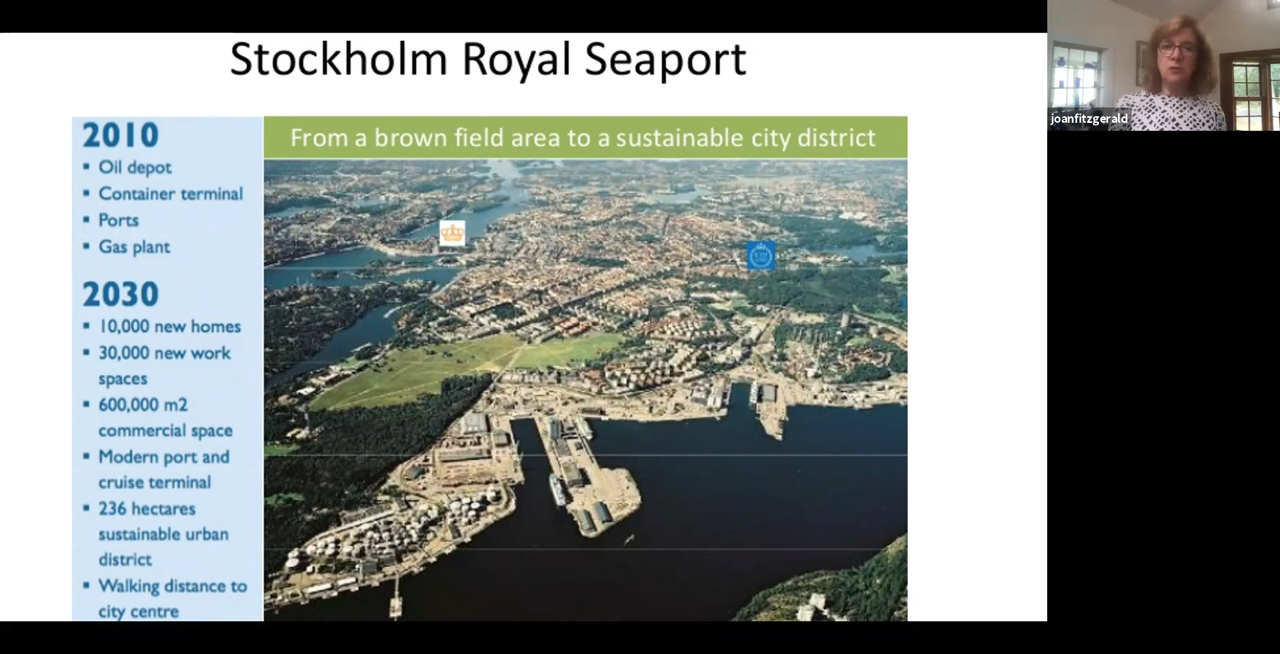 Stockholm Royal Seaport
joanfitzgerald
2010
From a brown field area to a sustainable city district
▪ Oil depot
▪ Container terminal
▪ Ports
▪ Gas plant
2030
▪ 10,000 new homes
▪ 30,000 new work
spaces
▪ 600,000 m2
commercial space
▪ Modern port and
cruise terminal
▪ 236 hectares
sustainable urban
district
▪ Walking distance to
city centre